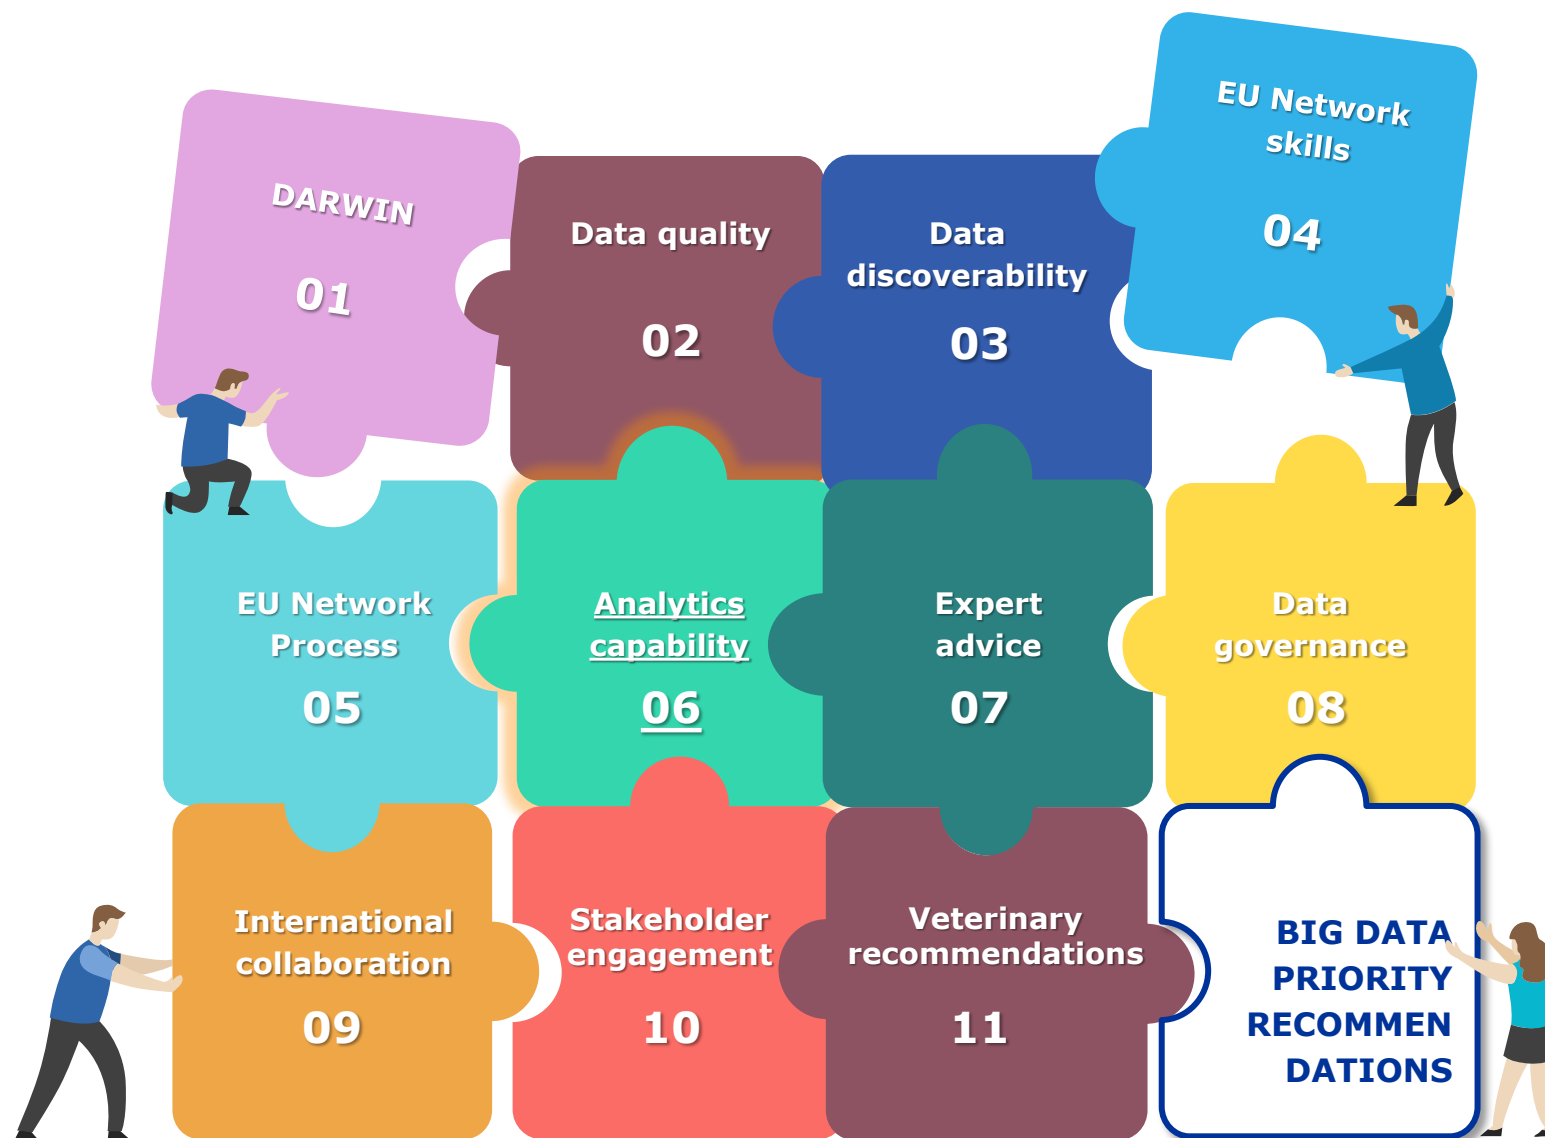 DARWIN
01
Data quality
02
Data
discoverability
03
EU Network
skills
04
EU Network
Process
05
Analytics
capability
06
Expert
advice
07
Data
governance
08
International
collaboration
09
Stakeholder
engagement
10
Veterinary
recommendations
11
BIG DATA
PRIORITY
RECOMMEN
DATIONS